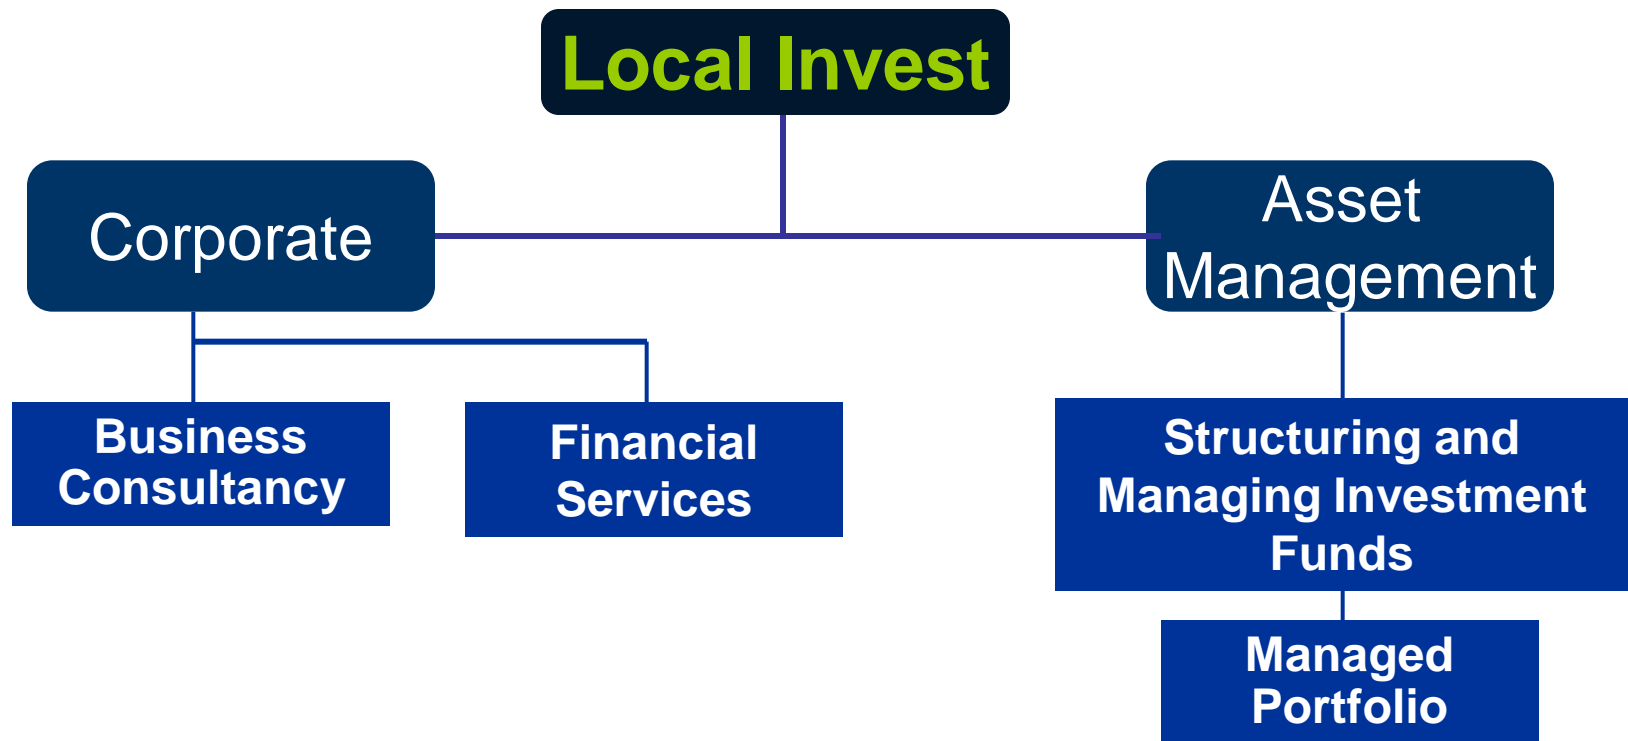 Local Invest
Corporate
Asset
Management
Business
Consultancy
Financial
Services
Structuring and
Managing Investment
Funds
Managed
Portfolio